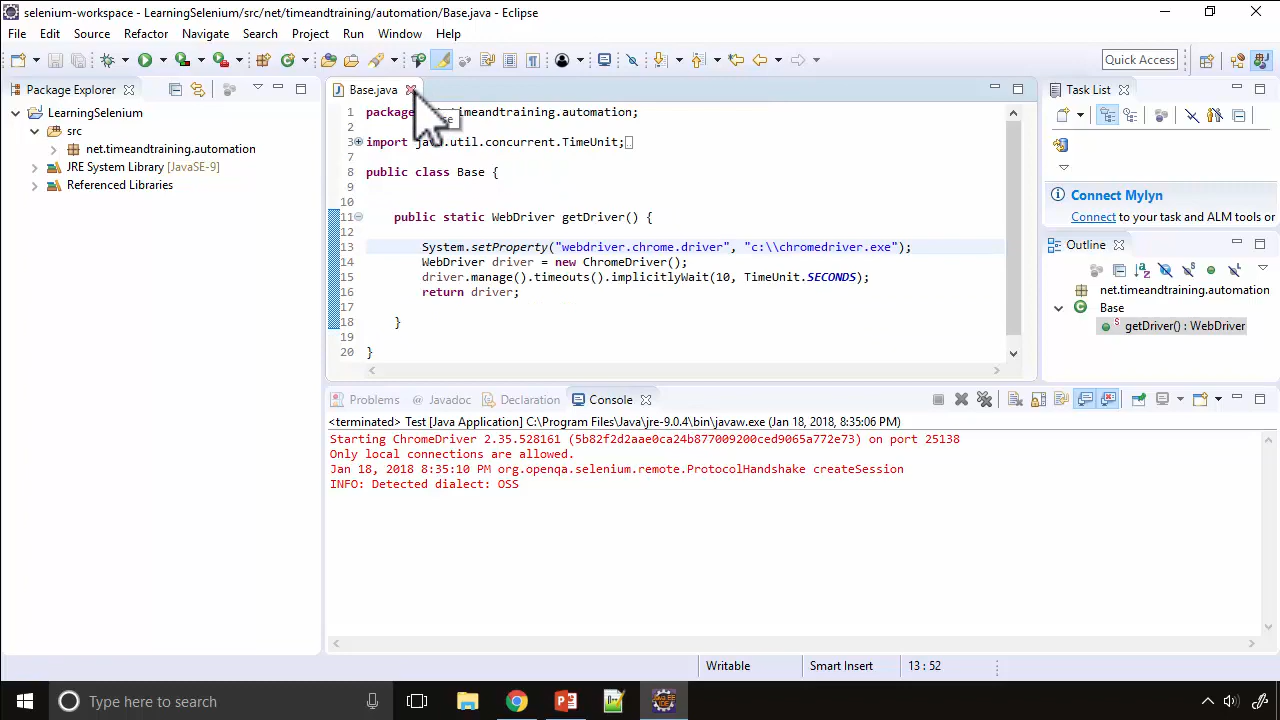 selenium-workspace - LearningSelenium/src/net/timeandtraining/automation/Base.java - Eclipse
File Edit Source Refactor Navigate Search Project Run Window Help
Quick Access
Package Explorer
LearningSelenium
src
net.timeandtraining.automation
JRE System Library [JavaSE-9]
Referenced Libraries
Base.java
1 package timeandtraining.automation;
2
3 import .util.concurrent.TimeUnit;
7
8 public class Base {
9
10
11 public static WebDriver getDriver() {
12
13 System.setProperty("webdriver.chrome.driver", "c:\\chromedriver.exe");
14 WebDriver driver = new ChromeDriver();
15 driver.manage().timeouts().implicitlyWait(10, TimeUnit.SECONDS);
16 return driver;
17
18 }
19
20 }
Task List
Connect Mylyn
Connect to your task and ALM tools or
Outline
net.timeandtraining.automation
Base
getDriver() : WebDriver
Problems Javadoc Declaration Console
<terminated> Test [Java Application] C:\Program Files\Java\jre-9.0.4\bin\javaw.exe (Jan 18, 2018, 8:35:06 PM)
Starting ChromeDriver 2.35.528161 (5b82f2d2aae0ca24b877009200ced9065a772e73) on port 25138
Only local connections are allowed.
Jan 18, 2018 8:35:10 PM org.openqa.selenium.remote.ProtocolHandshake createSession
INFO: Detected dialect: OSS
Writable Smart Insert 13 : 52
Type here to search